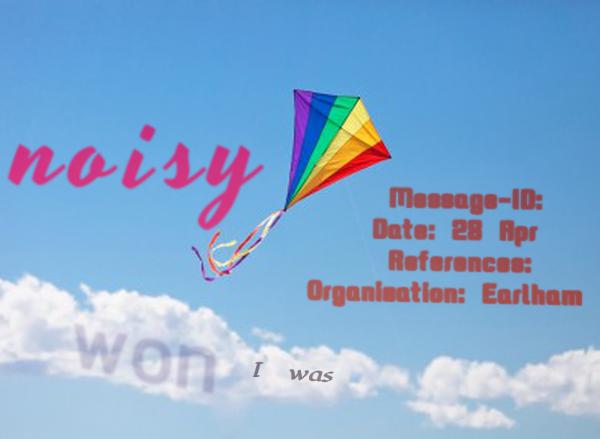 noisy
Message-ID:
Date: 28 Apr
References:
Organisation: Earlham
won
I was